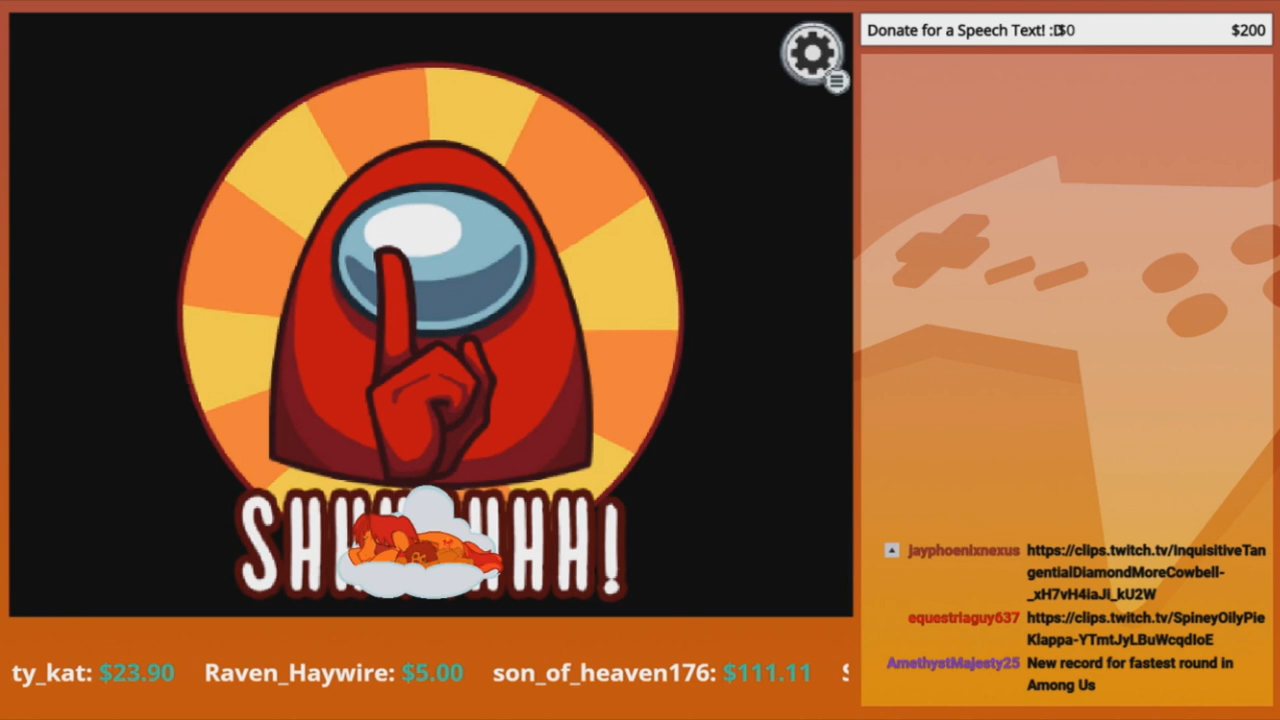 Donate for a Speech Text! :D $0 $200
SHHHHHHH!
jayphoenixnexus https://clips.twitch.tv/InquisitiveTan
gentialDiamondMoreCowbell-
_xH7vH4iaJi_kU2W
equestriaguy637 https://clips.twitch.tv/SpineyOilyPie
Klappa-YTmtJyLBuWcqdIoE
AmethystMajesty25 New record for fastest round in
Among Us
ty_kat: $23.90 Raven_Haywire: $5.00 son_of_heaven176: $111.11